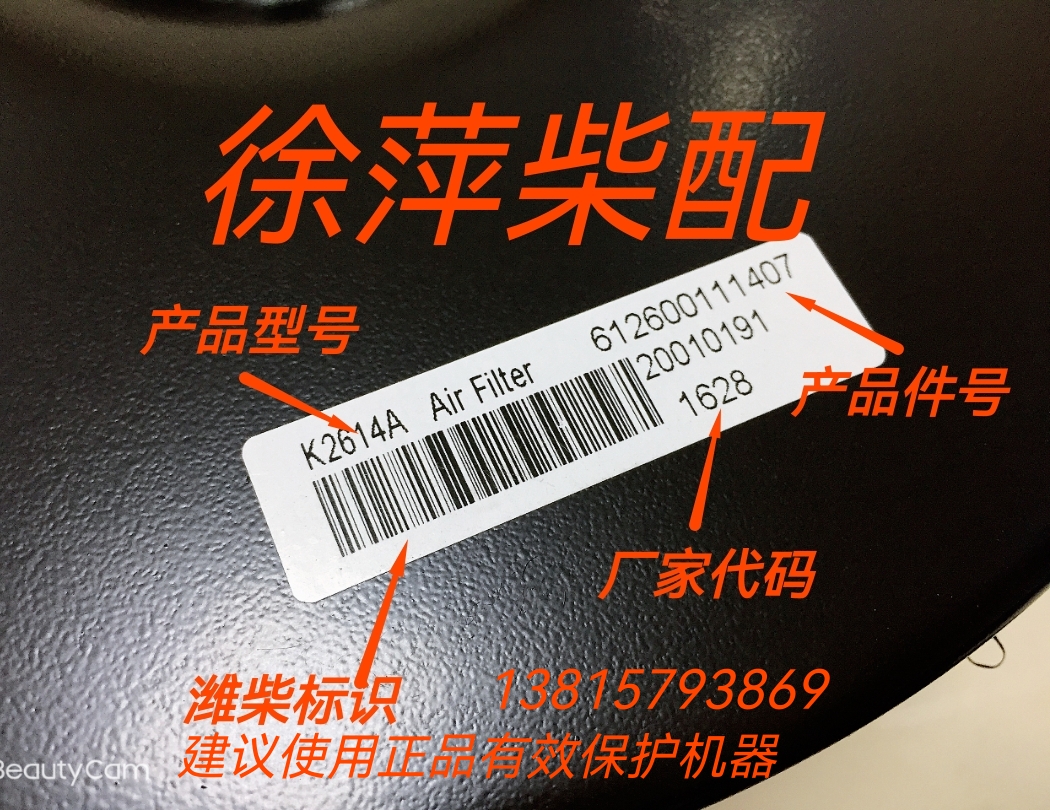 徐萍柴配
产品型号
612600111407
20010191
K2614A Air Filter
1628
产品件号
厂家代码
潍柴标识
13815793869
建议使用正品有效保护机器
BeautyCam